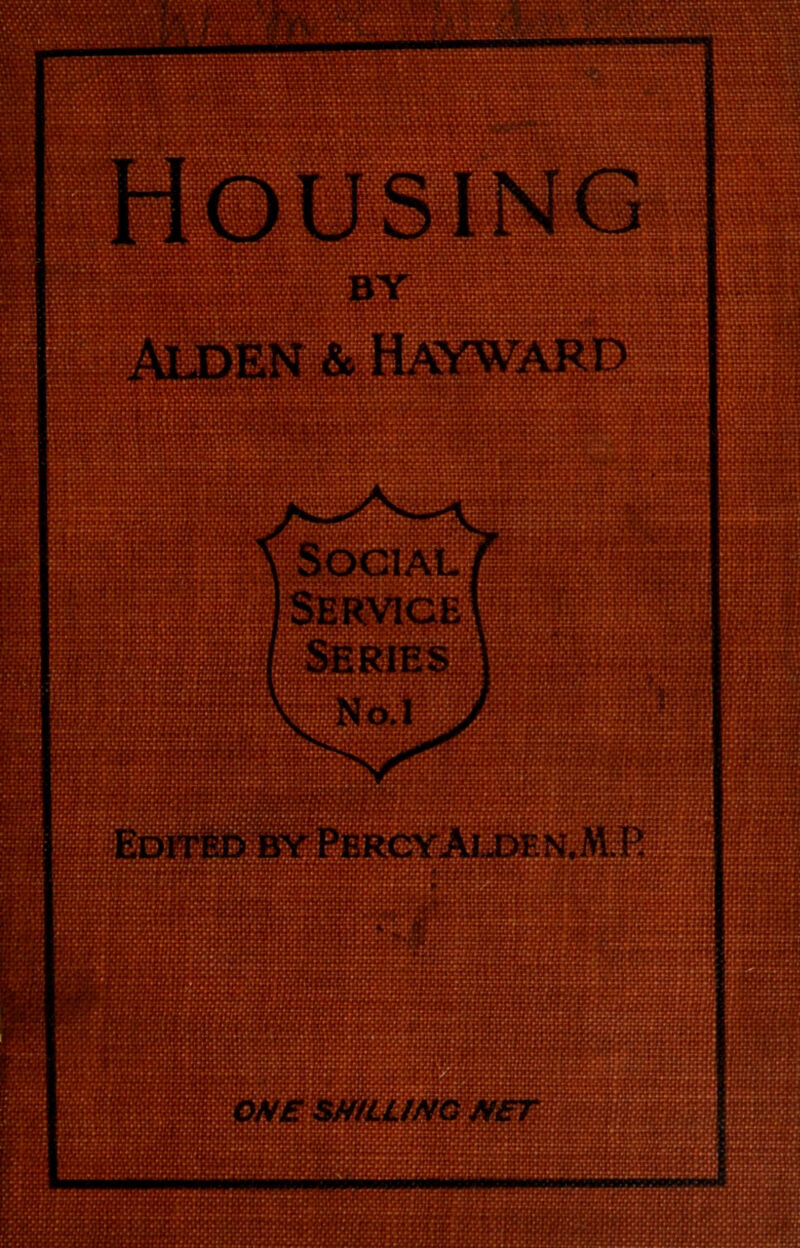 HOUSING
BY
ALDEN & HAYWARD
SOCIAL
SERVICE
SERIES
No. 1
EDITED BY PERCY ALDEN, M.P.
ONE SHILLING NET